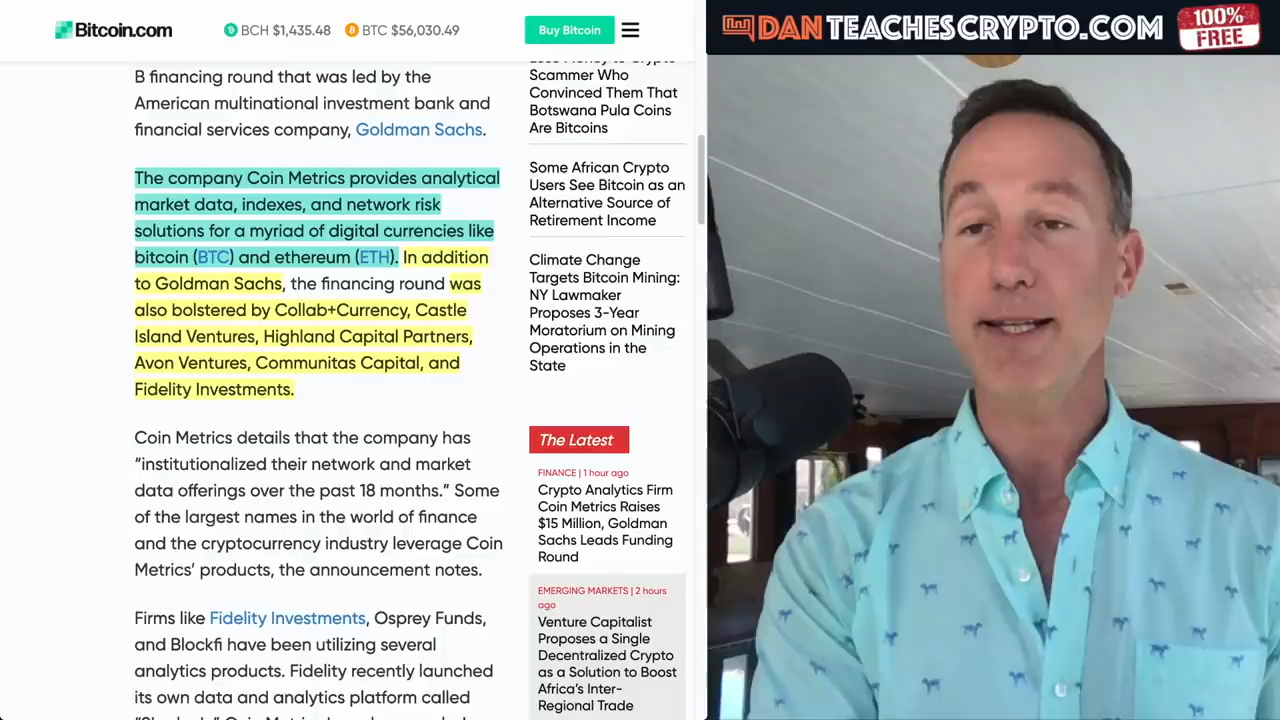 Bitcoin.com
BCH $1,435.48
BTC $56,030.49
Buy Bitcoin
B financing round that was led by the
American multinational investment bank and
financial services company, Goldman Sachs.
The company Coin Metrics provides analytical
market data, indexes, and network risk
solutions for a myriad of digital currencies like
bitcoin (BTC) and ethereum (ETH). In addition
to Goldman Sachs, the financing round was
also bolstered by Collab+Currency, Castle
Island Ventures, Highland Capital Partners,
Avon Ventures, Communitas Capital, and
Fidelity Investments.
Coin Metrics details that the company has
“institutionalized their network and market
data offerings over the past 18 months.” Some
of the largest names in the world of finance
and the cryptocurrency industry leverage Coin
Metrics’ products, the announcement notes.
Firms like Fidelity Investments, Osprey Funds,
and Blockfi have been utilizing several
analytics products. Fidelity recently launched
its own data and analytics platform called
Scammer Who
Convinced Them That
Botswana Pula Coins
Are Bitcoins
Some African Crypto
Users See Bitcoin as an
Alternative Source of
Retirement Income
Climate Change
Targets Bitcoin Mining:
NY Lawmaker
Proposes 3-Year
Moratorium on Mining
Operations in the
State
The Latest
FINANCE | 1 hour ago
Crypto Analytics Firm
Coin Metrics Raises
$15 Million, Goldman
Sachs Leads Funding
Round
EMERGING MARKETS | 2 hours
ago
Venture Capitalist
Proposes a Single
Decentralized Crypto
as a Solution to Boost
Africa’s Inter-
Regional Trade
DANTEACHESCRYPTO.COM
100%
FREE